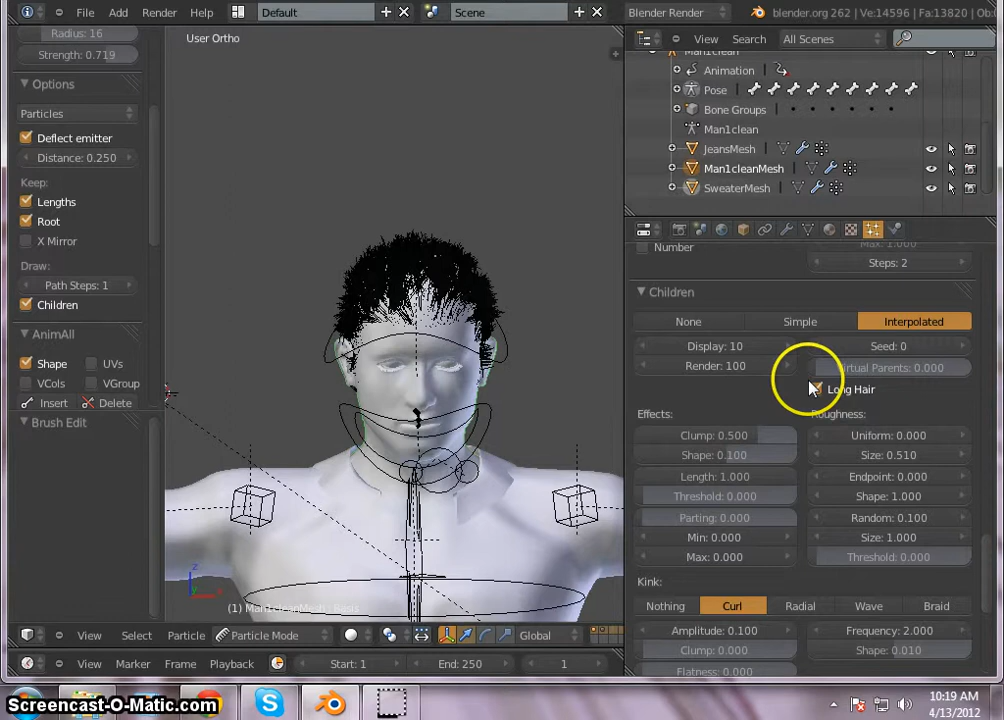 File Add Render Window Help Default Scene Blender Render blender.org 262 | Ve:14596 | Fa:13820 | Ob:
Radius: 16
Strength: 0.719
Options
Particles
Deflect emitter
Distance: 0.250
Keep:
Lengths
Root
X Mirror
Draw:
Path Steps: 1
Children
AnimAll
Shape UVs
VCols VGroup
Insert Delete
Brush Edit
User Ortho
(1) Man1cleanMesh : Basis
View Select Particle Particle Mode Global
View Marker Frame Playback Start: 1 End: 250 1
View Search All Scenes
Man1clean
Animation
Pose
Bone Groups
Man1clean
JeansMesh
Man1cleanMesh
SweaterMesh
Number Max: 1.000
Steps: 2
Children
None Simple Interpolated
Display: 10 Seed: 0
Render: 100 Virtual Parents: 0.000
Long Hair
Effects: Roughness:
Clump: 0.500 Uniform: 0.000
Shape: 0.100 Size: 0.510
Length: 1.000 Endpoint: 0.000
Threshold: 0.000 Shape: 1.000
Parting: 0.000 Random: 0.100
Min: 0.000 Size: 1.000
Max: 0.000 Threshold: 0.000
Kink:
Nothing Curl Radial Wave Braid
Amplitude: 0.100 Frequency: 2.000
Clump: 0.000 Shape: 0.010
Flatness: 0.000
Screencast-O-Matic.com
10:19 AM
4/13/2012